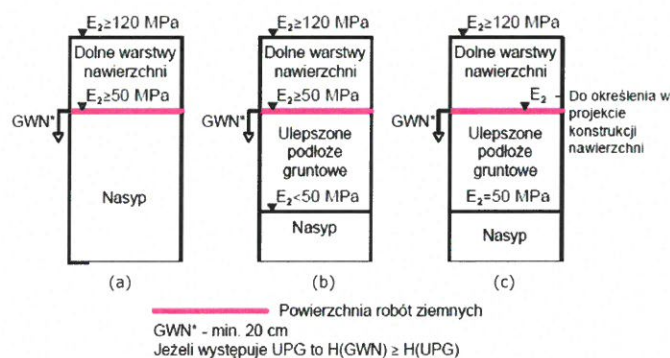 E₂≥120 MPa
Dolne warstwy
nawierzchni
E₂≥50 MPa
GWN*
Nasyp
(a)
E₂≥120 MPa
Dolne warstwy
nawierzchni
E₂≥50 MPa
GWN*
Ulepszone
podłoże
gruntowe
E₂<50 MPa
Nasyp
(b)
E₂≥120 MPa
Dolne warstwy
nawierzchni
E₂ - Do określenia w
projekcie
konstrukcji
nawierzchni
GWN*
Ulepszone
podłoże
gruntowe
E₂=50 MPa
Nasyp
(c)
Powierzchnia robót ziemnych
GWN* - min. 20 cm
Jeżeli występuje UPG to H(GWN) ≥ H(UPG)